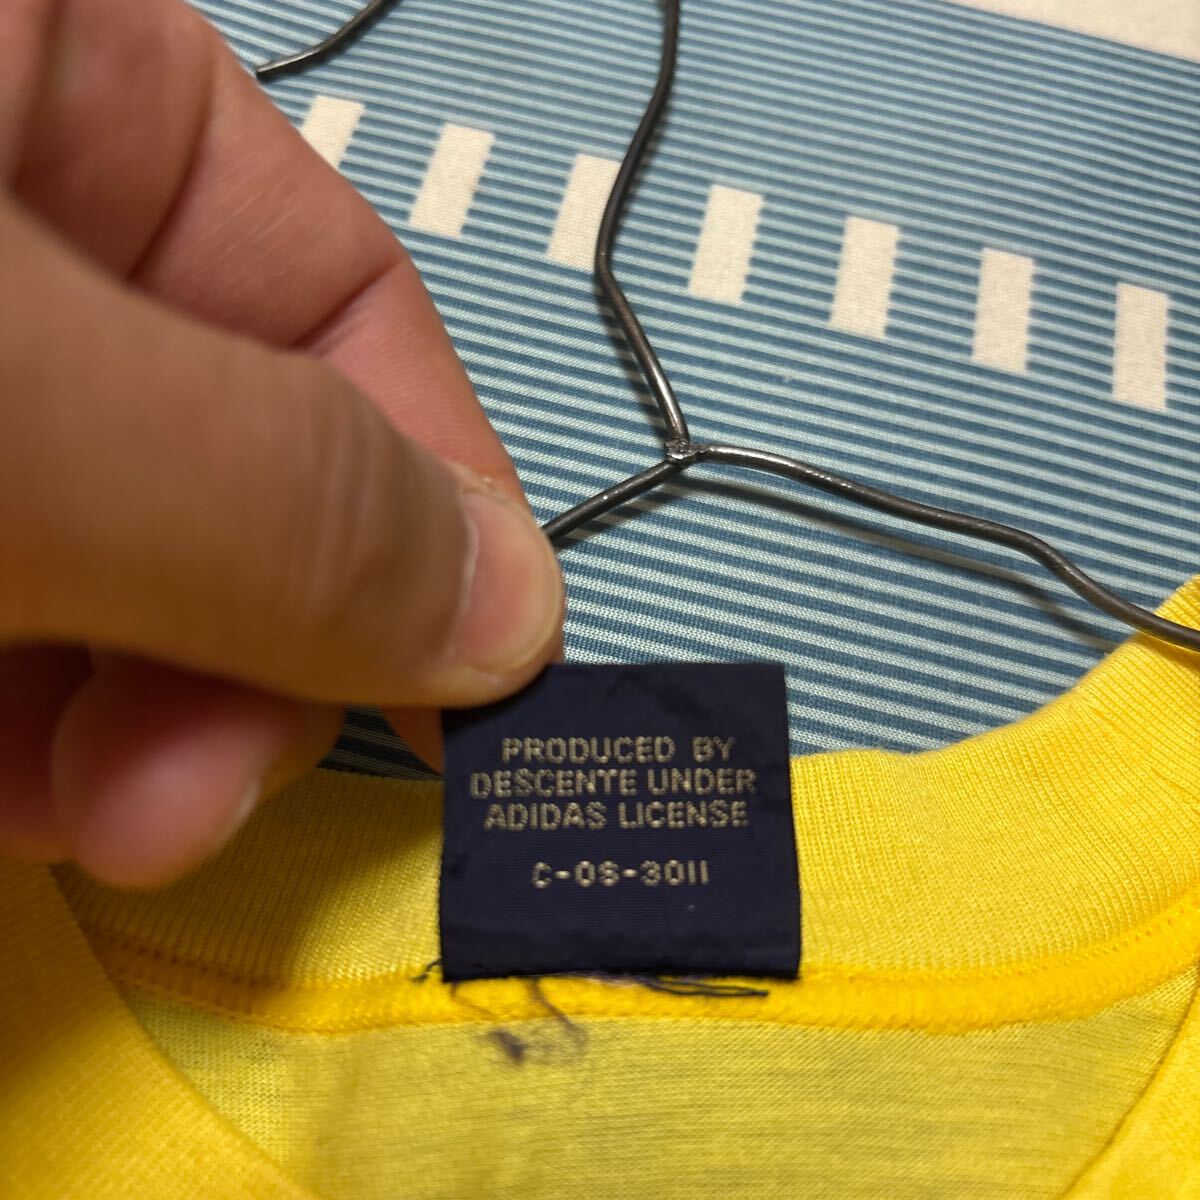 PRODUCED BY
DESCENTE UNDER
ADIDAS LICENSE
C-OS-3011